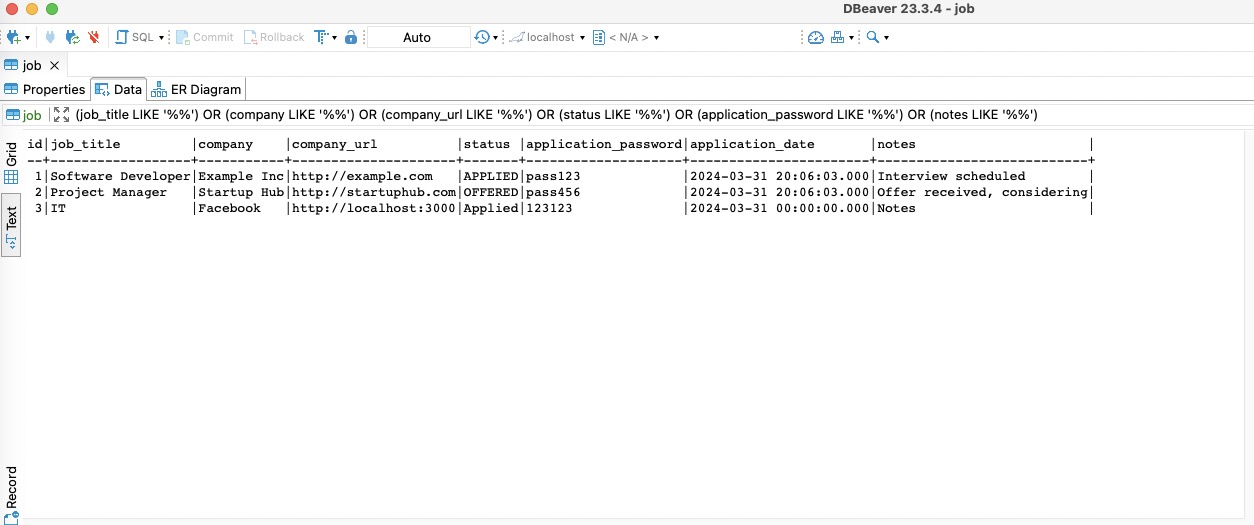 DBeaver 23.3.4 - job
SQL Commit Rollback Auto localhost < N/A >
job
Properties Data ER Diagram
job (job_title LIKE '%%') OR (company LIKE '%%') OR (company_url LIKE '%%') OR (status LIKE '%%') OR (application_password LIKE '%%') OR (notes LIKE '%%')
Grid
Text
Record
id|job_title |company |company_url |status |application_password|application_date |notes |
--+------------------+-----------+---------------------+-------+--------------------+-----------------------+---------------------------+
1|Software Developer|Example Inc|http://example.com |APPLIED|pass123 |2024-03-31 20:06:03.000|Interview scheduled |
2|Project Manager |Startup Hub|http://startuphub.com|OFFERED|pass456 |2024-03-31 20:06:03.000|Offer received, considering|
3|IT |Facebook |http://localhost:3000|Applied|123123 |2024-03-31 00:00:00.000|Notes |